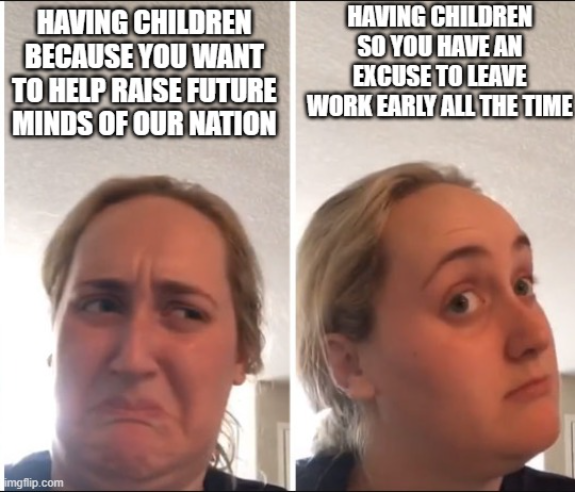 HAVING CHILDREN
BECAUSE YOU WANT
TO HELP RAISE FUTURE
MINDS OF OUR NATION
HAVING CHILDREN
SO YOU HAVE AN
EXCUSE TO LEAVE
WORK EARLY ALL THE TIME
imgflip.com